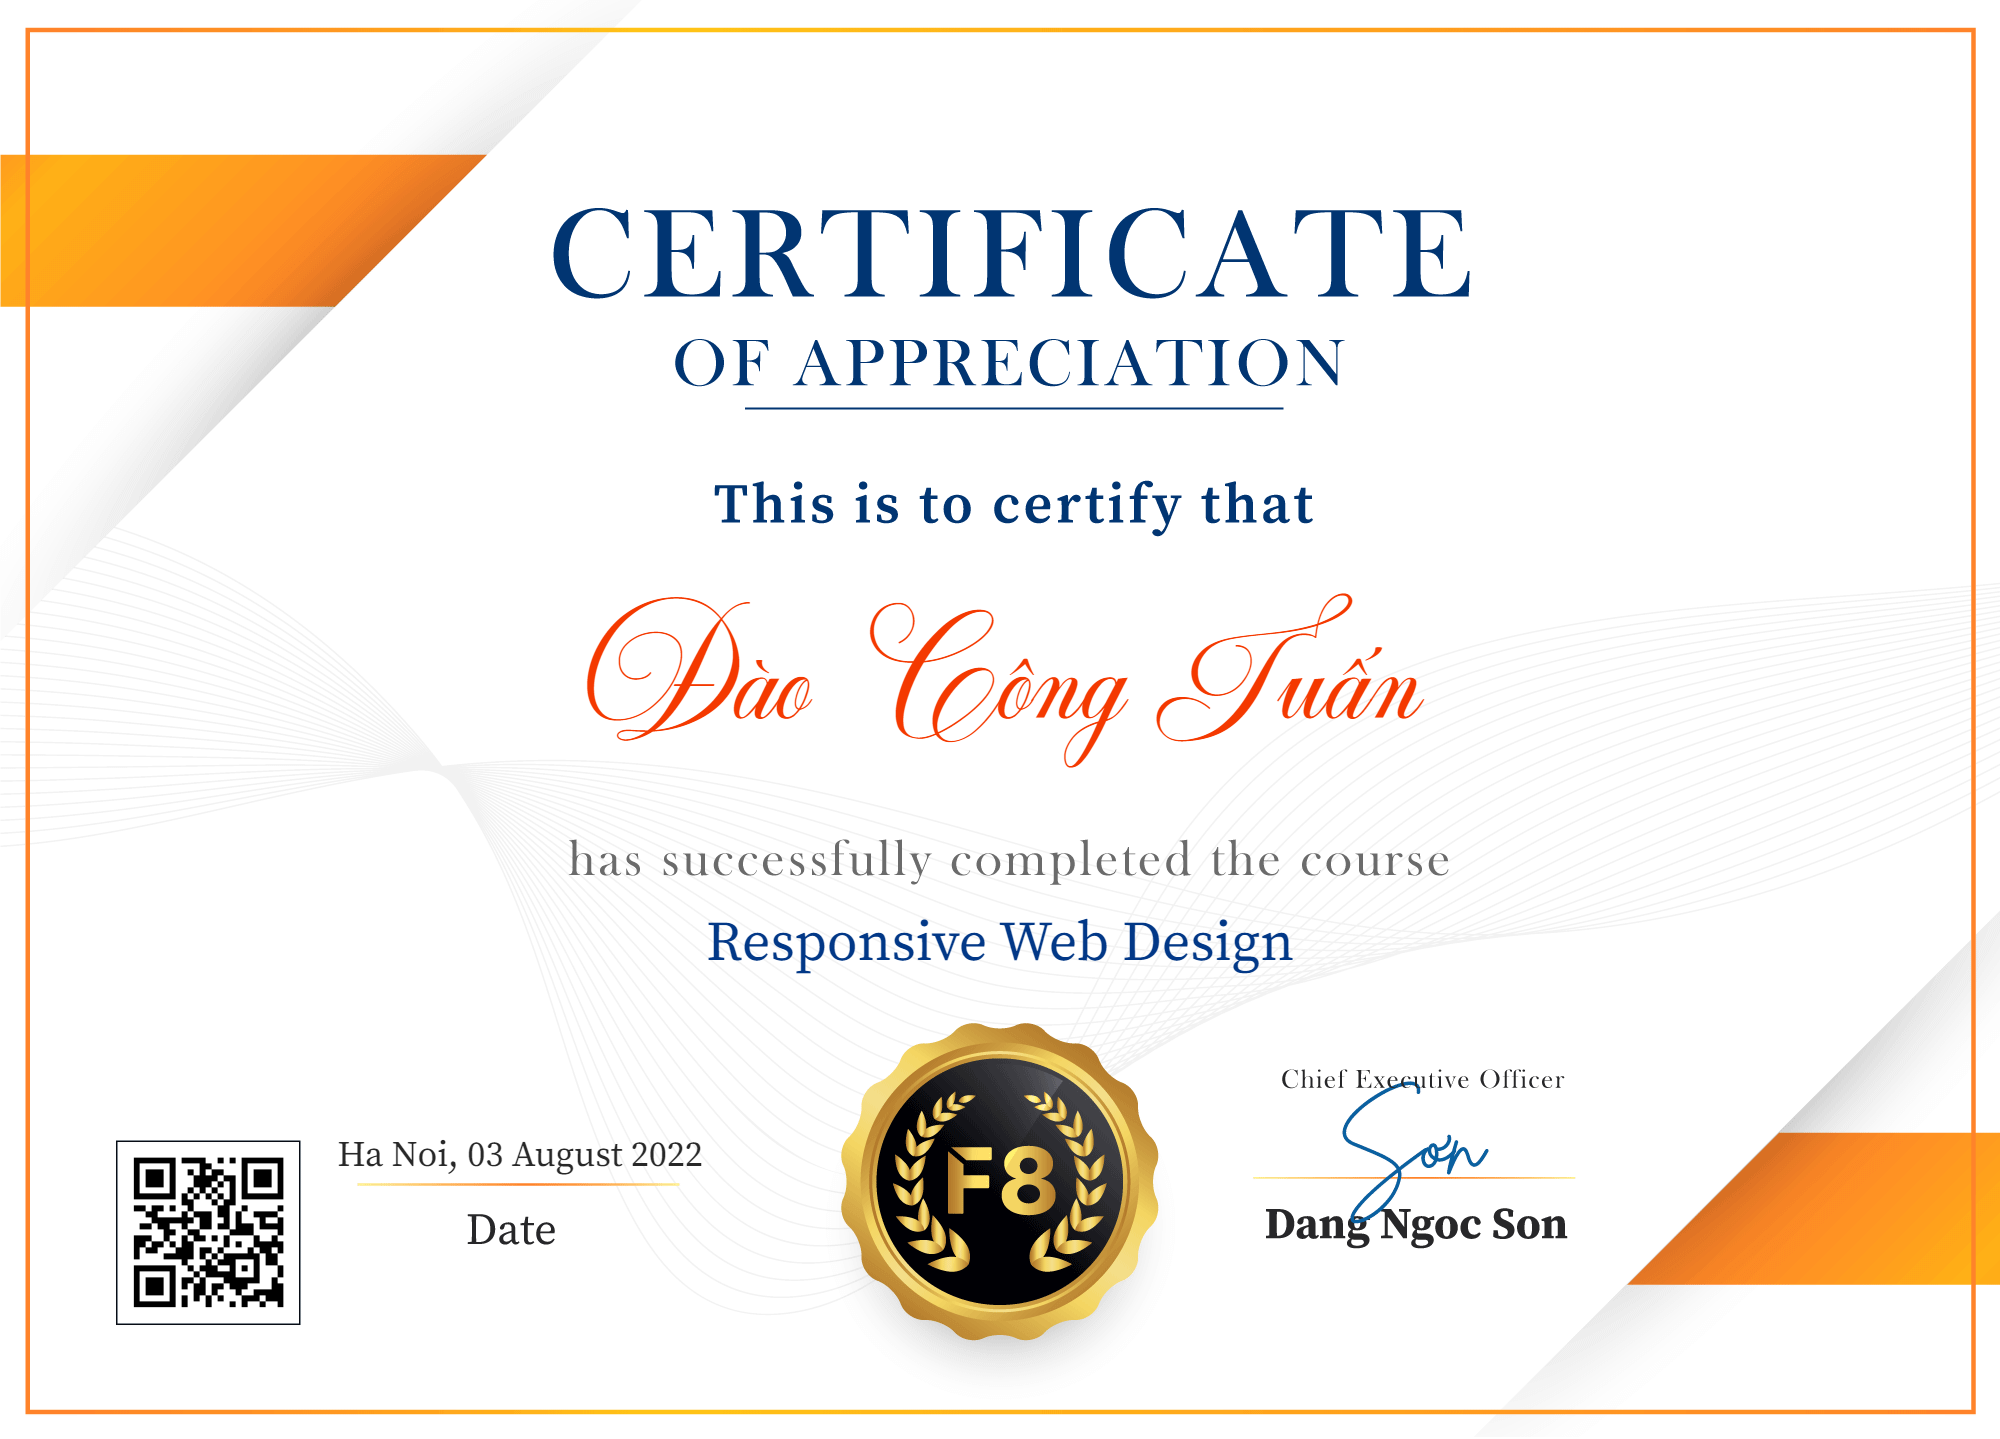 CERTIFICATE
OF APPRECIATION
This is to certify that
Đào Công Tuấn
has successfully completed the course
Responsive Web Design
Ha Noi, 03 August 2022
Date
F8
Chief Executive Officer
Sơn
Dang Ngoc Son